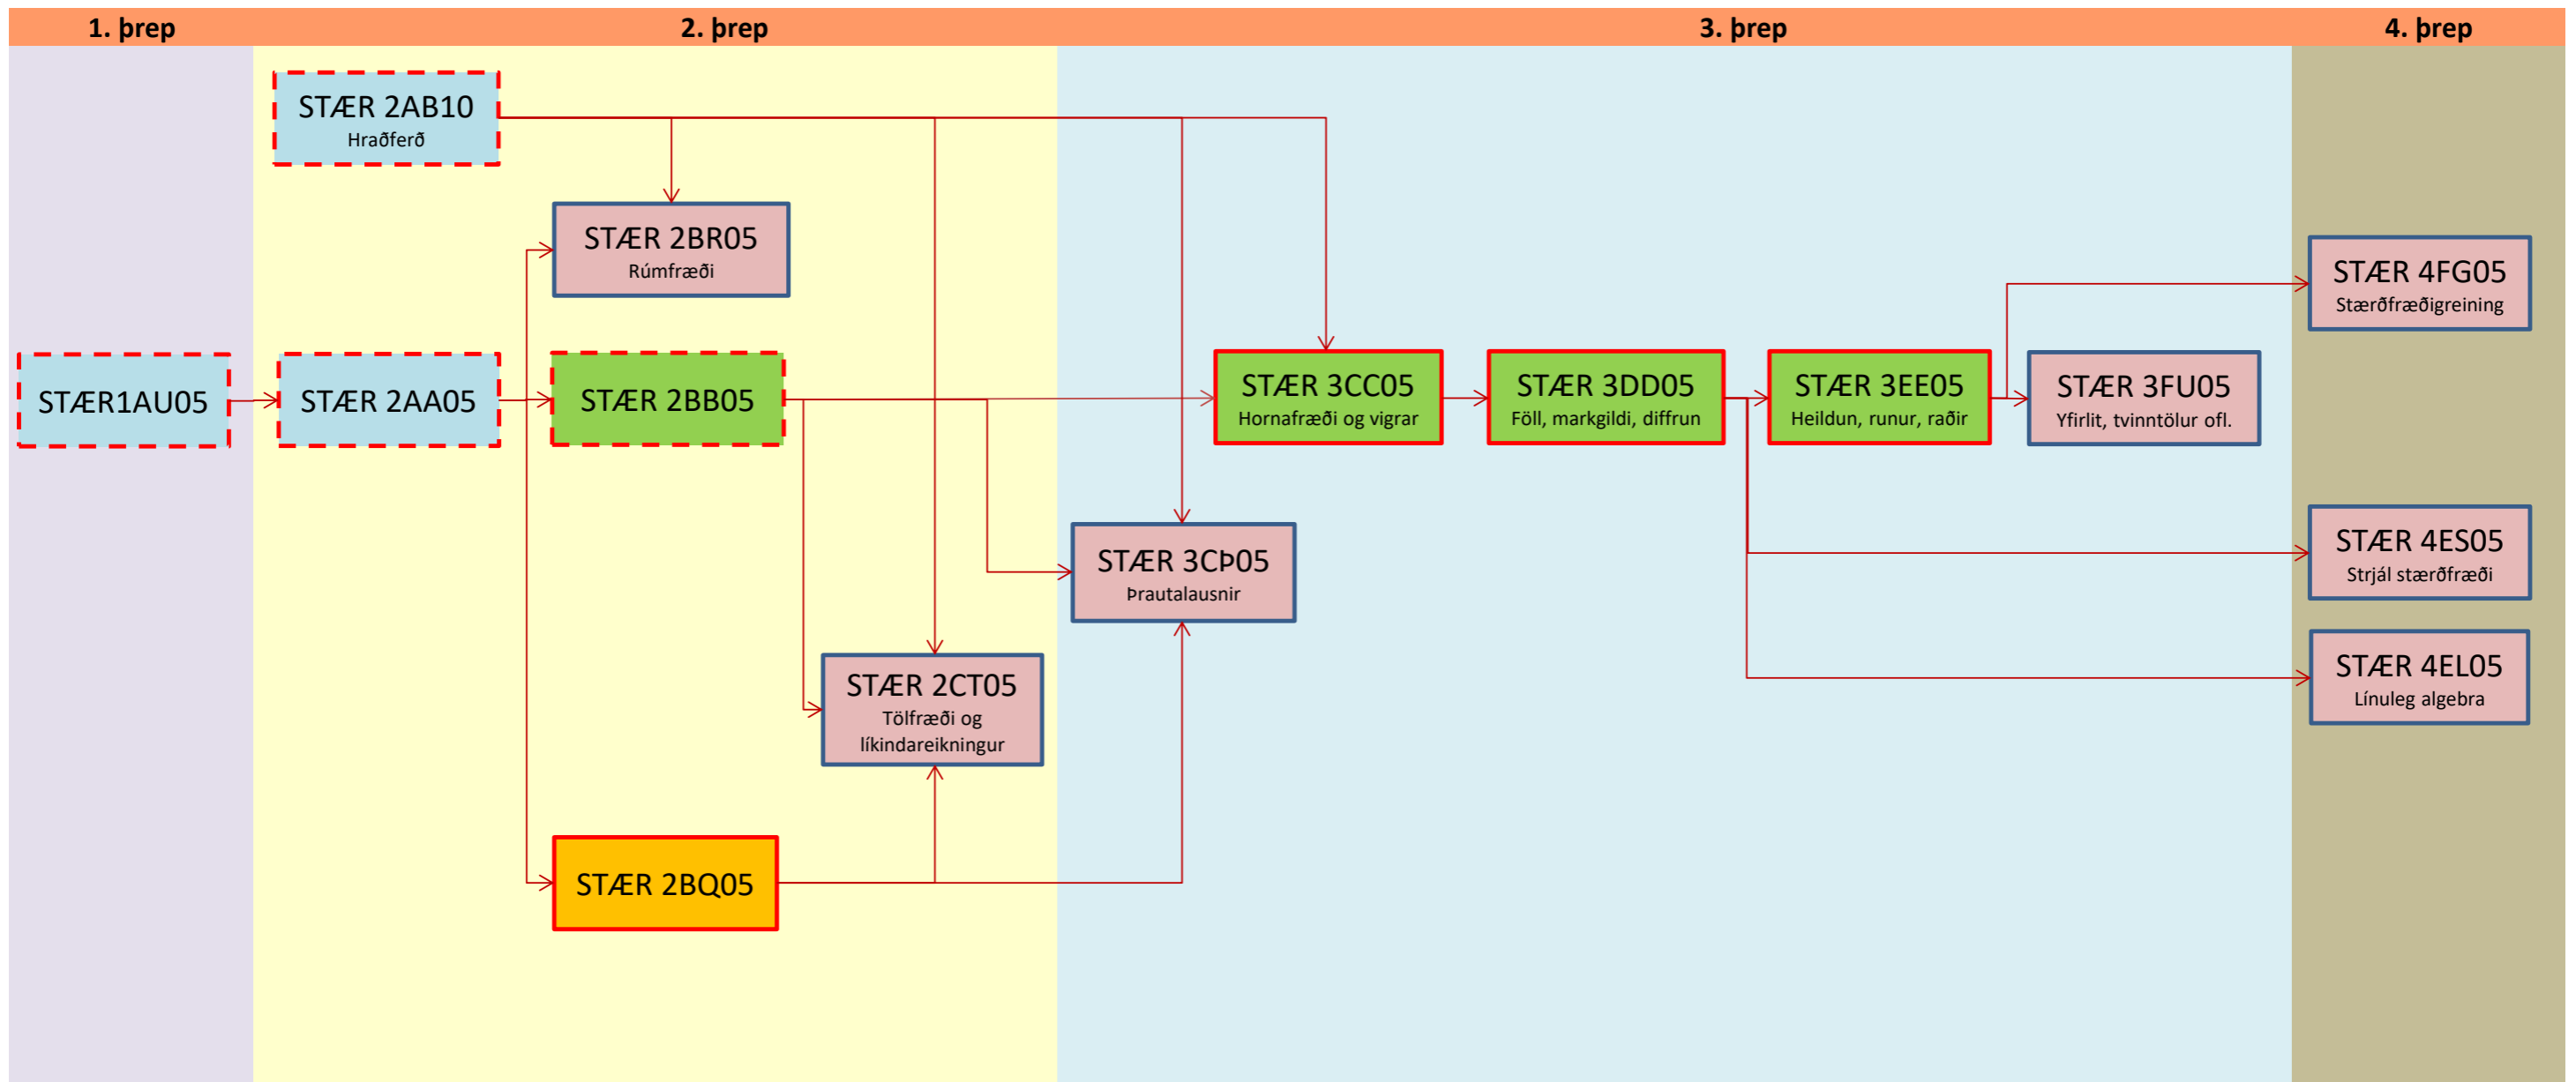 1. þrep
2. þrep
3. þrep
4. þrep
STÆR 2AB10
Hraðferð
STÆR 2BR05
Rúmfræði
STÆR1AU05
STÆR 2AA05
STÆR 2BB05
STÆR 3CC05
Hornafræði og vigrar
STÆR 3DD05
Föll, markgildi, diffrun
STÆR 3EE05
Heildun, runur, raðir
STÆR 3FU05
Yfirlit, tvinntölur ofl.
STÆR 4FG05
Stærðfræðigreining
STÆR 3CÞ05
Þrautalausnir
STÆR 4ES05
Strjál stærðfræði
STÆR 2CT05
Tölfræði og
líkindareikningur
STÆR 4EL05
Línuleg algebra
STÆR 2BQ05